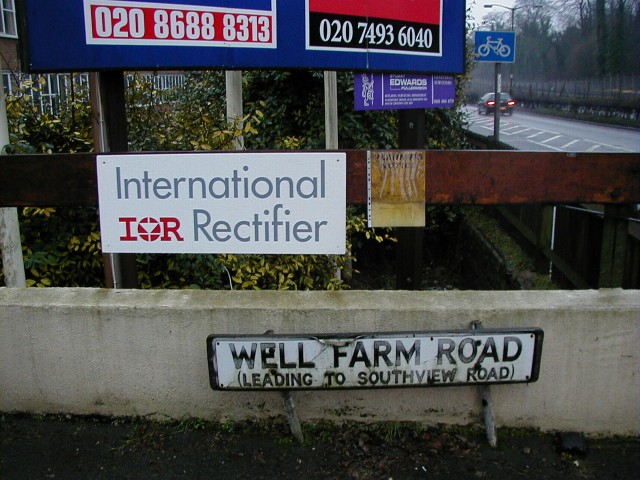 020 8688 8313
020 7493 6040
EDWARDS
International
IOR Rectifier
WELL FARM ROAD
(LEADING TO SOUTHVIEW ROAD)